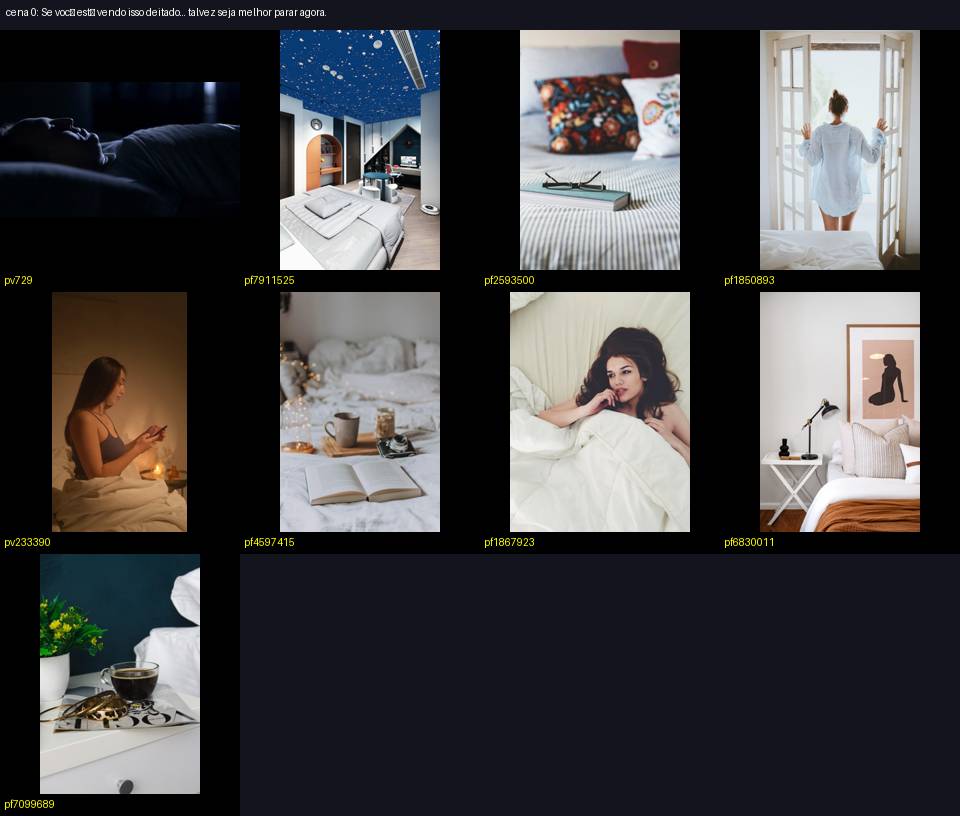 cena 0: Se voc□ est□ vendo isso deitado... talvez seja melhor parar agora.
pv729
pf7911525
pf2593500
pf1850893
pv233390
pf4597415
pf1867923
pf6830011
pf7099689